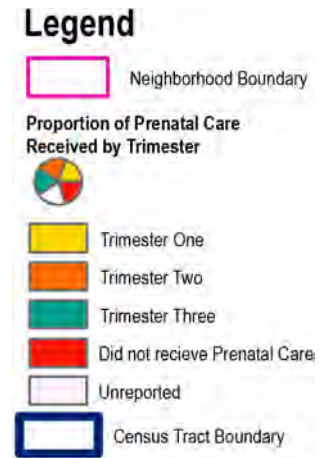 Legend
Neighborhood Boundary
Proportion of Prenatal Care
Received by Trimester
Trimester One
Trimester Two
Trimester Three
Did not recieve Prenatal Care
Unreported
Census Tract Boundary